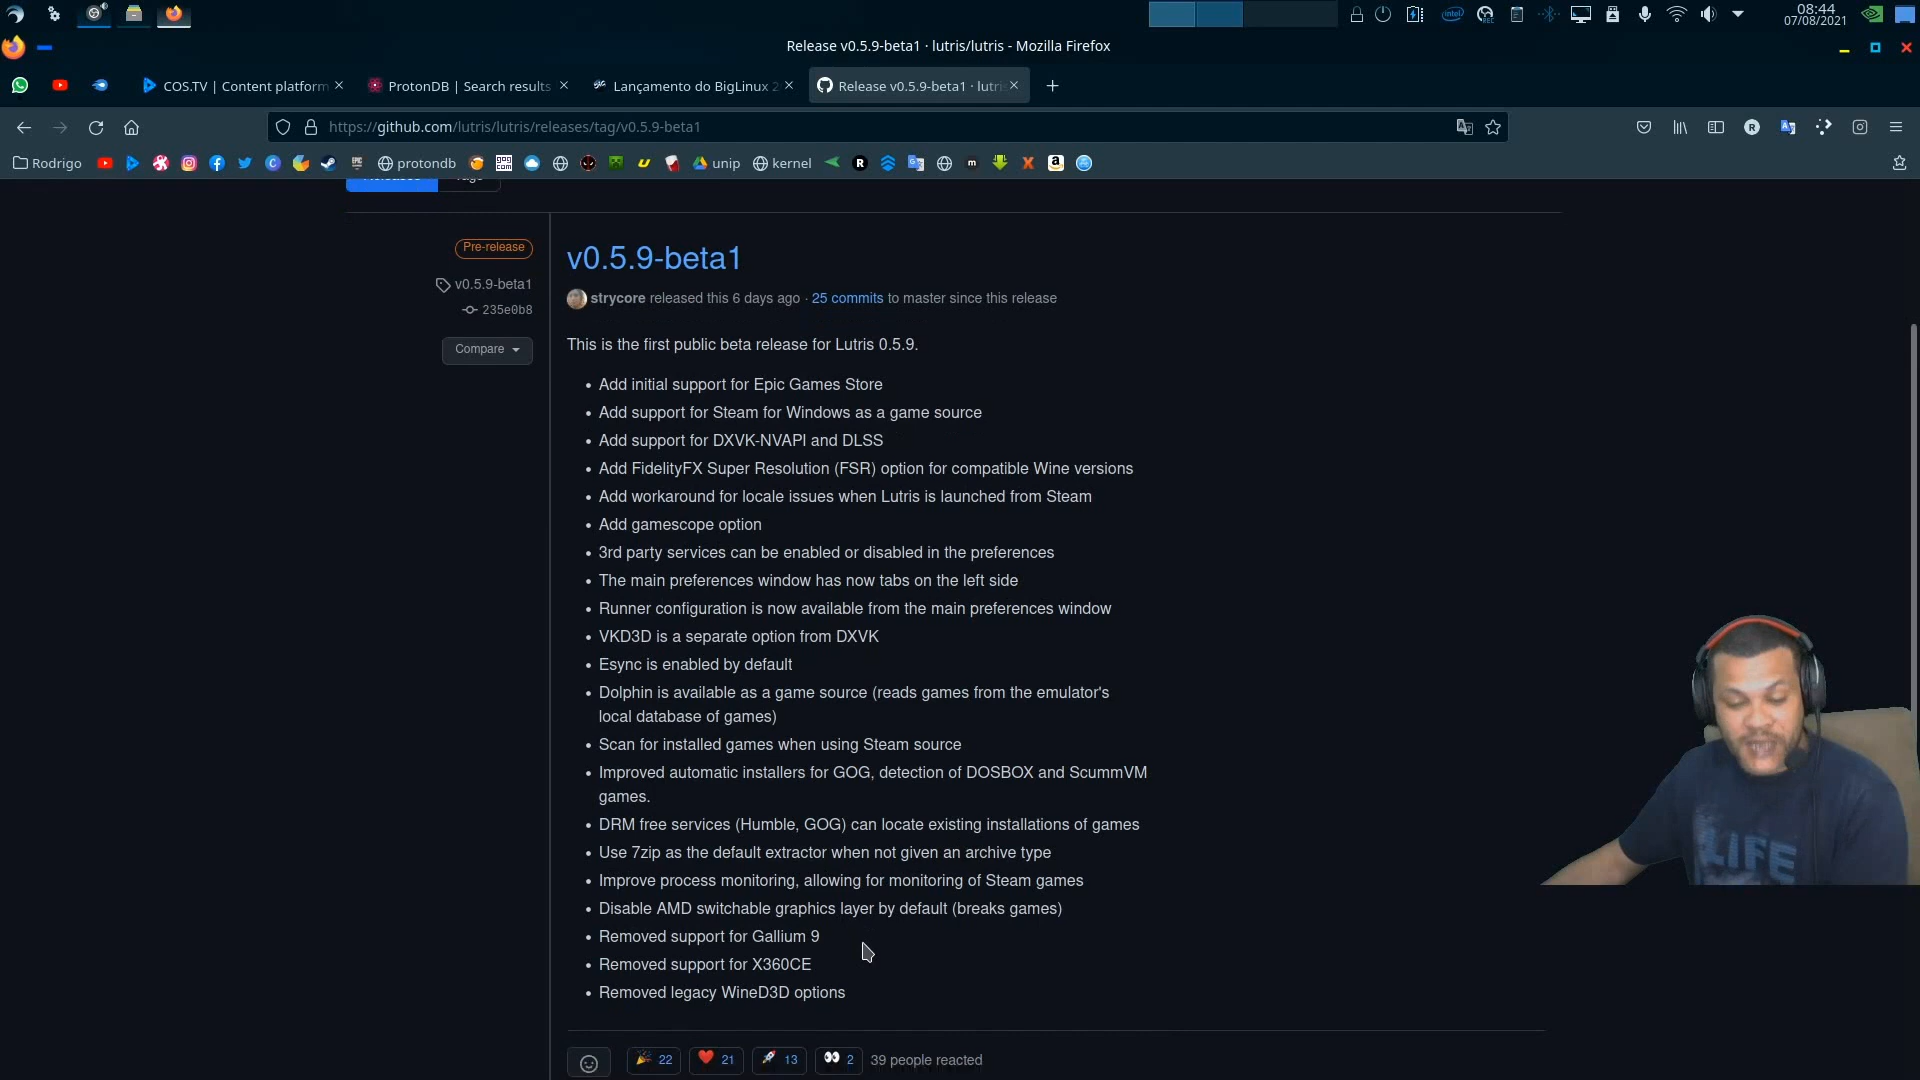 08:44
07/08/2021
Release v0.5.9-beta1 · lutris/lutris - Mozilla Firefox
COS.TV | Content platform
ProtonDB | Search results
Lançamento do BigLinux 2
Release v0.5.9-beta1 · lutris
https://github.com/lutris/lutris/releases/tag/v0.5.9-beta1
Rodrigo
protondb
unip
kernel
Releases
Tags
Pre-release
v0.5.9-beta1
235e0b8
Compare
v0.5.9-beta1
strycore released this 6 days ago · 25 commits to master since this release
This is the first public beta release for Lutris 0.5.9.
• Add initial support for Epic Games Store
• Add support for Steam for Windows as a game source
• Add support for DXVK-NVAPI and DLSS
• Add FidelityFX Super Resolution (FSR) option for compatible Wine versions
• Add workaround for locale issues when Lutris is launched from Steam
• Add gamescope option
• 3rd party services can be enabled or disabled in the preferences
• The main preferences window has now tabs on the left side
• Runner configuration is now available from the main preferences window
• VKD3D is a separate option from DXVK
• Esync is enabled by default
• Dolphin is available as a game source (reads games from the emulator's
local database of games)
• Scan for installed games when using Steam source
• Improved automatic installers for GOG, detection of DOSBOX and ScummVM
games.
• DRM free services (Humble, GOG) can locate existing installations of games
• Use 7zip as the default extractor when not given an archive type
• Improve process monitoring, allowing for monitoring of Steam games
• Disable AMD switchable graphics layer by default (breaks games)
• Removed support for Gallium 9
• Removed support for X360CE
• Removed legacy WineD3D options
22
21
13
2
39 people reacted
LIFE